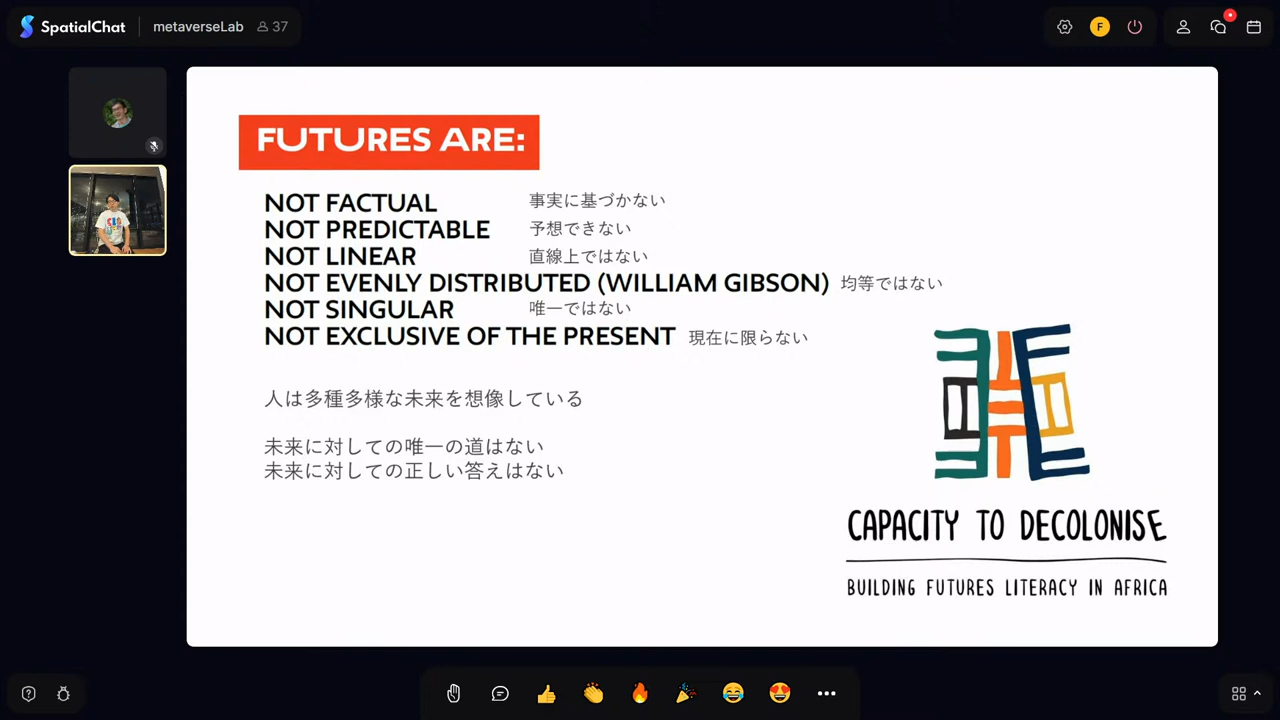 SpatialChat metaverseLab 37
F
FUTURES ARE:
NOT FACTUAL 事実に基づかない
NOT PREDICTABLE 予想できない
NOT LINEAR 直線上ではない
NOT EVENLY DISTRIBUTED (WILLIAM GIBSON) 均等ではない
NOT SINGULAR 唯一ではない
NOT EXCLUSIVE OF THE PRESENT 現在に限らない
人は多種多様な未来を想像している
未来に対しての唯一の道はない
未来に対しての正しい答えはない
CAPACITY TO DECOLONISE
BUILDING FUTURES LITERACY IN AFRICA